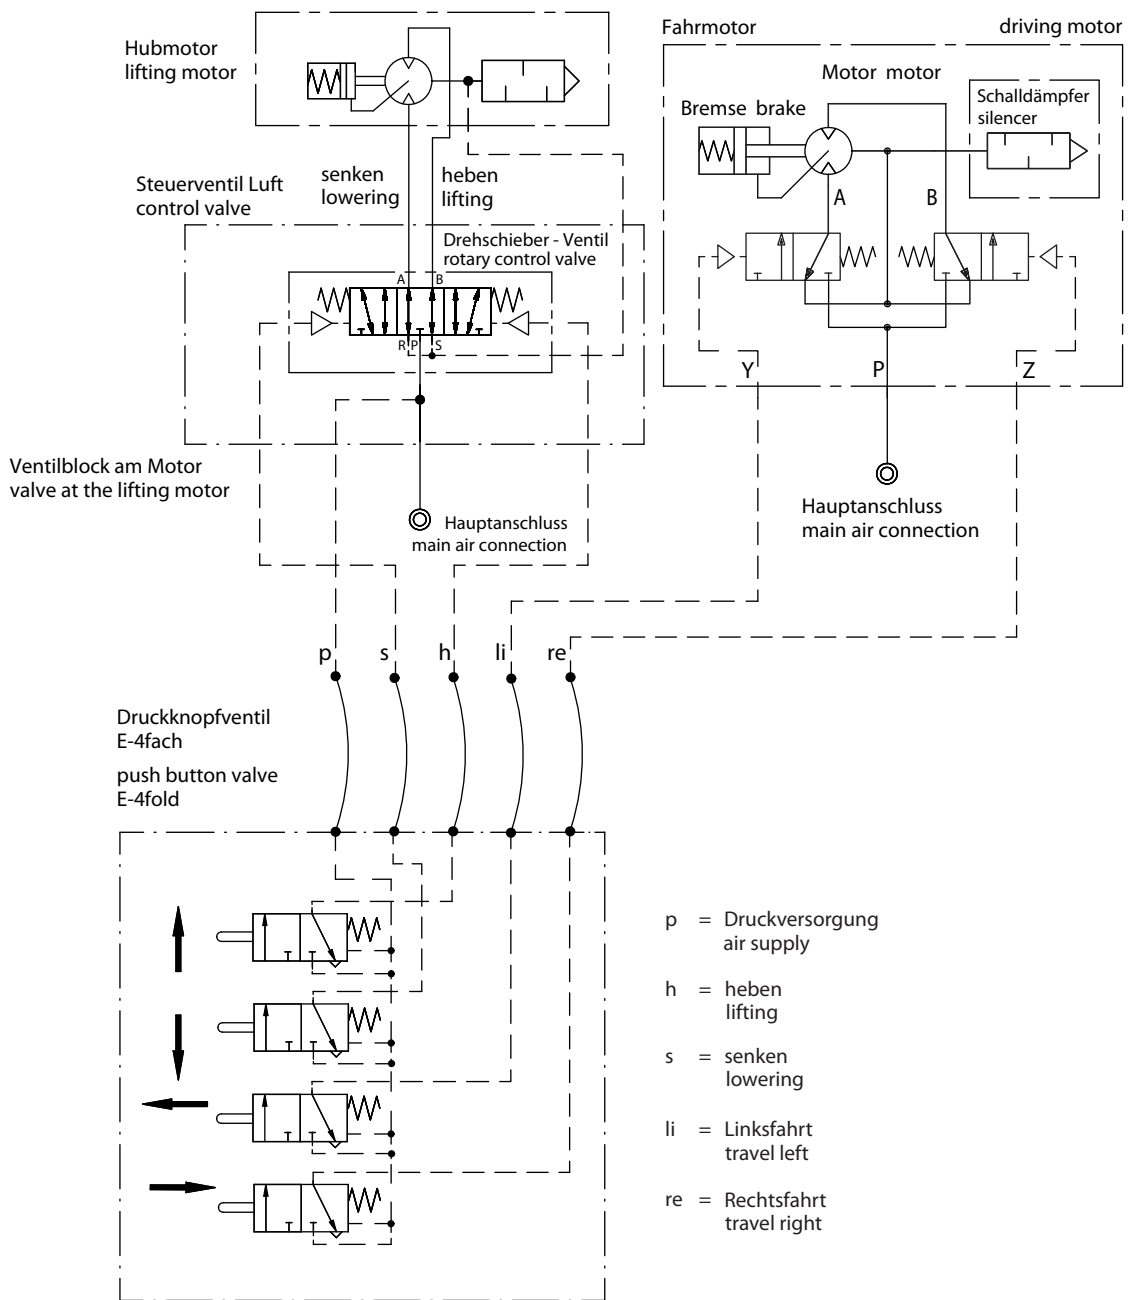 Hubmotor
lifting motor
Fahrmotor
driving motor
Motor motor
Bremse brake
Schalldämpfer
silencer
senken
lowering
heben
lifting
A
B
Steuerventil Luft
control valve
Drehschieber - Ventil
rotary control valve
A
B
R
P
S
Y
P
Z
Ventilblock am Motor
valve at the lifting motor
Hauptanschluss
main air connection
Hauptanschluss
main air connection
p
s
h
li
re
Druckknopfventil
E-4fach
push button valve
E-4fold
p = Druckversorgung
air supply
h = heben
lifting
s = senken
lowering
li = Linksfahrt
travel left
re = Rechtsfahrt
travel right